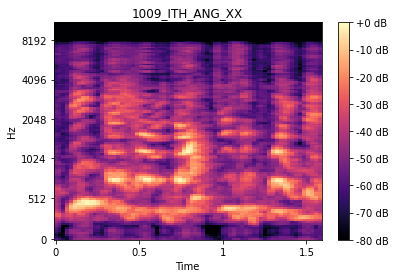 1009_ITH_ANG_XX
+0 dB
8192
-10 dB
4096
-20 dB
-30 dB
2048
Hz
-40 dB
1024
-50 dB
512
-60 dB
-70 dB
0
-80 dB
0
0.5
1
1.5
Time